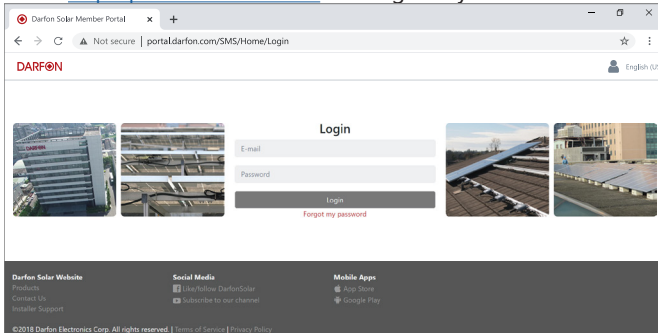 Darfon Solar Member Portal
Not secure | portal.darfon.com/SMS/Home/Login
DARFON
English (US
Login
E-mail
Password
Login
Forgot my password
Darfon Solar Website
Products
Contact Us
Installer Support
Social Media
Like/follow DarfonSolar
Subscribe to our channel
Mobile Apps
App Store
Google Play
©2018 Darfon Electronics Corp. All rights reserved. | Terms of Service | Privacy Policy